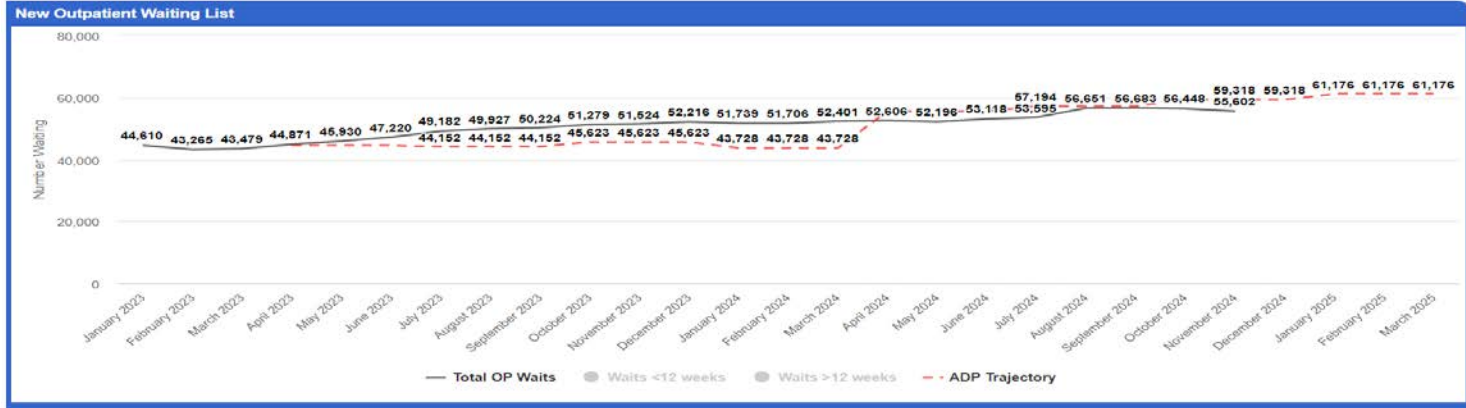 New Outpatient Waiting List
80,000
60,000
40,000
20,000
0
Number Waiting
44,610 43,265 43,479 44,871 45,930 47,220 49,182 49,927 50,224 51,279 51,524 52,216 51,739 51,706 52,401 52,606 52,196 53,118 53,595 56,651 56,683 56,448 55,602
44,152 44,152 44,152 45,623 45,623 45,623 43,728 43,728 43,728 57,194 59,318 59,318 61,176 61,176 61,176
January 2023 February 2023 March 2023 April 2023 May 2023 June 2023 July 2023 August 2023 September 2023 October 2023 November 2023 December 2023 January 2024 February 2024 March 2024 April 2024 May 2024 June 2024 July 2024 August 2024 September 2024 October 2024 November 2024 December 2024 January 2025 February 2025 March 2025
Total OP Waits Waits <12 weeks Waits >12 weeks ADP Trajectory